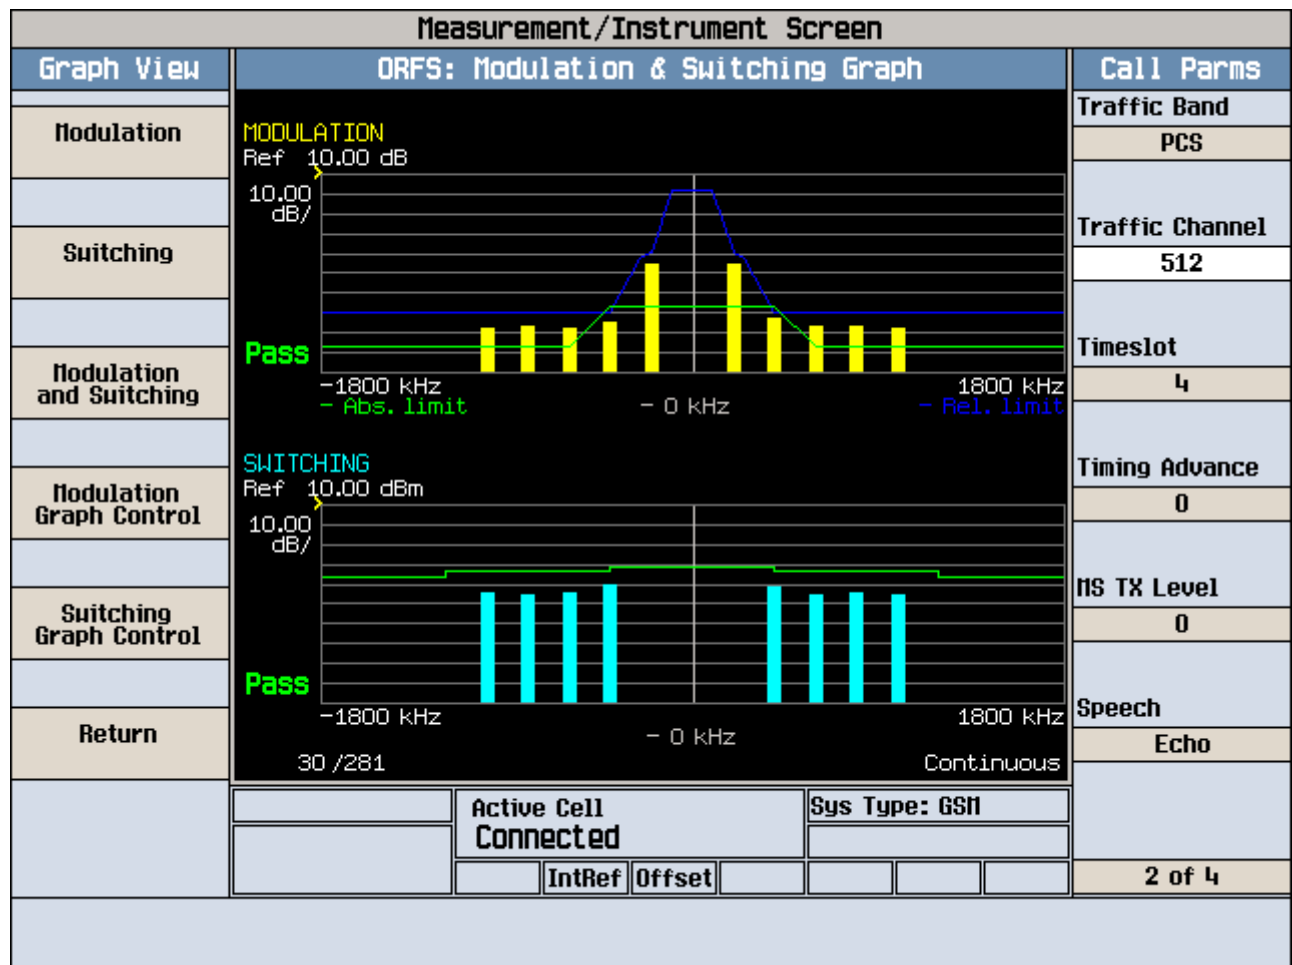 Measurement/Instrument Screen
Graph View
Modulation
Switching
Modulation
and Switching
Modulation
Graph Control
Switching
Graph Control
Return
ORFS: Modulation & Switching Graph
MODULATION
Ref 10.00 dB
10.00
dB/
Pass
-1800 kHz
1800 kHz
- Abs. limit
- 0 kHz
- Rel. limit
SWITCHING
Ref 10.00 dBm
10.00
dB/
Pass
-1800 kHz
1800 kHz
- 0 kHz
30 /281
Continuous
Active Cell
Connected
Sys Type: GSM
IntRef
Offset
Call Parms
Traffic Band
PCS
Traffic Channel
512
Timeslot
4
Timing Advance
0
MS TX Level
0
Speech
Echo
2 of 4